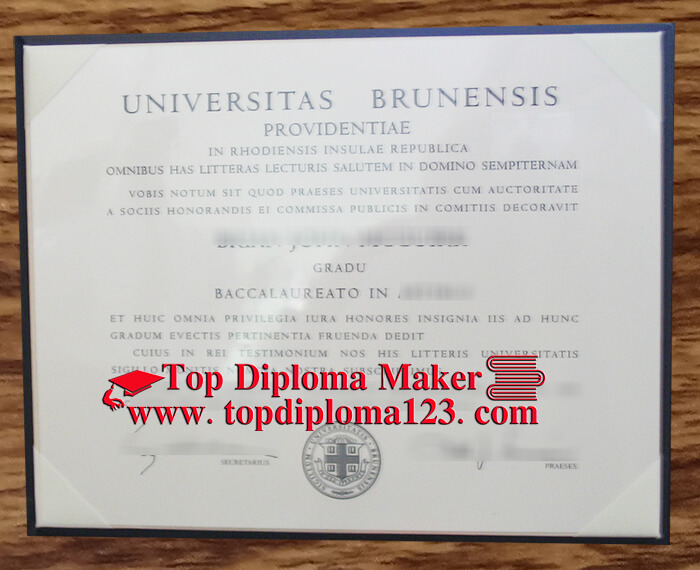 UNIVERSITAS BRUNENSIS
PROVIDENTIAE
IN RHODIENSIS INSULAE REPUBLICA
OMNIBUS HAS LITTERAS LECTURIS SALUTEM IN DOMINO SEMPITERNAM
VOBIS NOTUM SIT QUOD PRAESES UNIVERSITATIS CUM AUCTORITATE
A SOCIIS HONORANDIS EI COMMISSA PUBLICIS IN COMITIIS DECORAVIT
GRADU
BACCALAUREATO IN
ET HUIC OMNIA PRIVILEGIA IURA HONORES INSIGNIA IIS AD HUNC
GRADUM EVECTIS PERTINENTIA FRUENDA DEDIT
CUIUS IN REI TESTIMONIUM NOS HIS LITTERIS UNIVERSITATIS
Top Diploma Maker
www. topdiploma123. com
SECRETARIUS
PRAESES